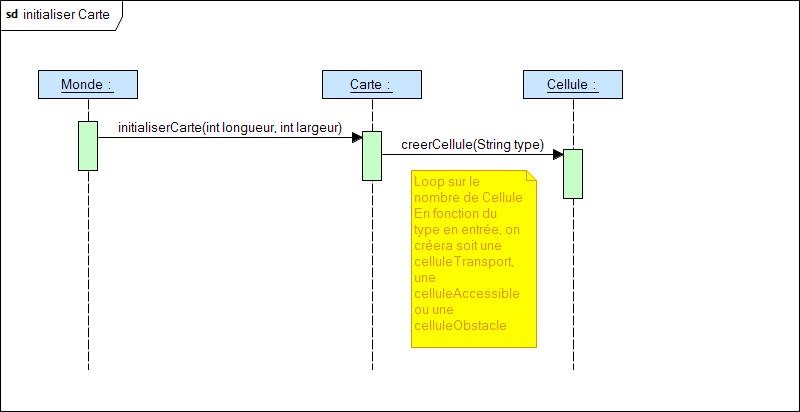 sd initialiser Carte
Monde :
Carte :
Cellule :
initialiserCarte(int longueur, int largeur)
creerCellule(String type)
Loop sur le
nombre de Cellule
En fonction du
type en entrée, on
créera soit une
celluleTransport,
une
celluleAccessible
ou une
celluleObstacle